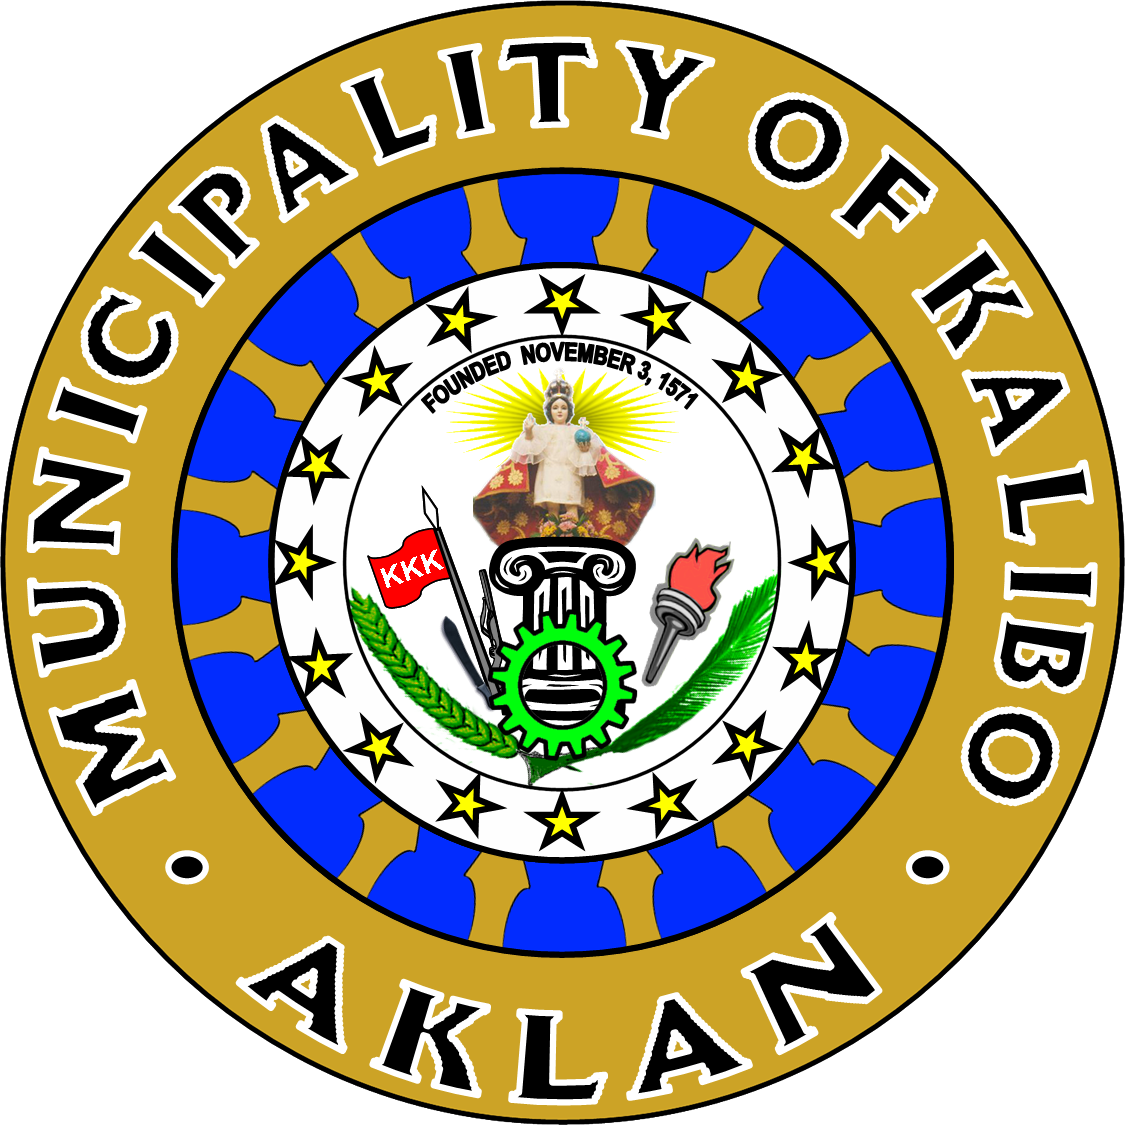 MUNICIPALITY OF KALIBO
FOUNDED NOVEMBER 3, 1571
KKK
• AKLAN •